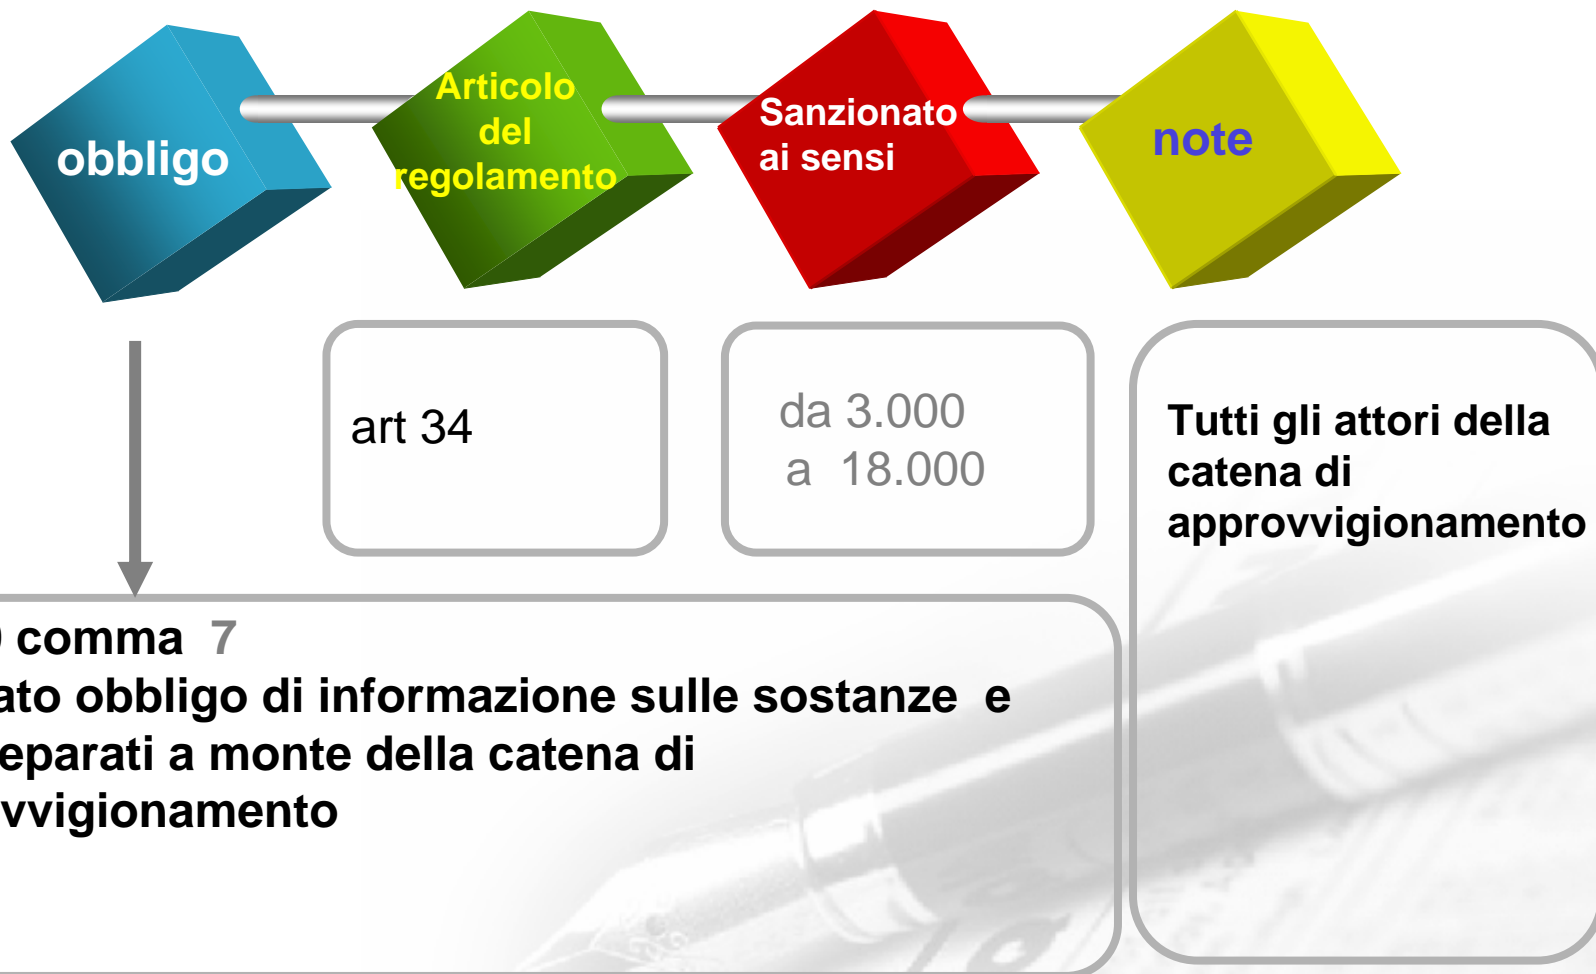 obbligo
Articolo
del
regolamento
Sanzionato
ai sensi
note
art 34
da 3.000
a 18.000
Tutti gli attori della
catena di
approvvigionamento
comma 7
ato obbligo di informazione sulle sostanze e
eparati a monte della catena di
vvigionamento